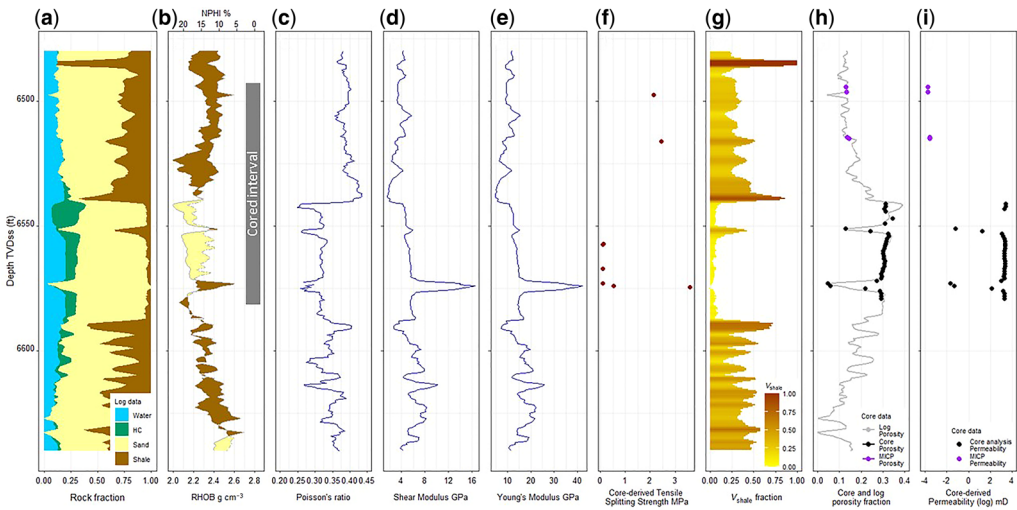 (a) (b) (c) (d) (e) (f) (g) (h) (i)
NPHI %
20 15 10 5 0
Depth TVDss (ft)
6500
6550
6600
Cored interval
Log data
Water
HC
Sand
Shale
Vshale
1.00
0.75
0.50
0.25
0.00
Core data
Log
Porosity
Core
Porosity
MICP
Porosity
Core data
Core analysis
Permeability
MICP
Permeability
0.00 0.25 0.50 0.75 1.00
Rock fraction
2.0 2.2 2.4 2.6 2.8
RHOB g cm−3
0.20 0.25 0.30 0.35 0.40 0.45
Poisson's ratio
4 8 12 16
Shear Modulus GPa
10 20 30 40
Young's Modulus GPa
0 1 2 3
Core-derived Tensile
Splitting Strength MPa
0.00 0.25 0.50 0.75 1.00
Vshale fraction
0.0 0.1 0.2 0.3 0.4
Core and log
porosity fraction
-4 -2 0 2 4
Core-derived
Permeability (log) mD